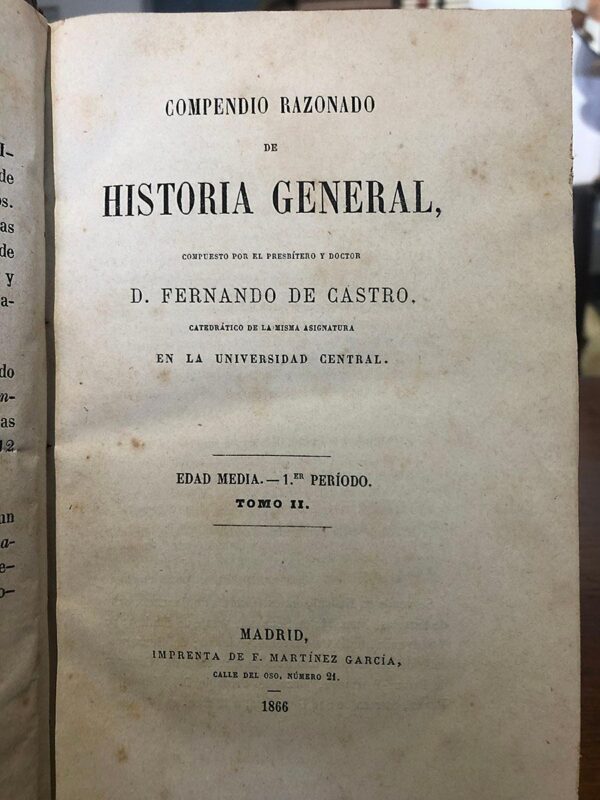 COMPENDIO RAZONADO
DE
HISTORIA GENERAL,
COMPUESTO POR EL PRESBÍTERO Y DOCTOR
D. FERNANDO DE CASTRO.
CATEDRÁTICO DE LA MISMA ASIGNATURA
EN LA UNIVERSIDAD CENTRAL.
EDAD MEDIA.—1.ER PERÍODO.
TOMO II.
MADRID,
IMPRENTA DE F. MARTÍNEZ GARCÍA,
CALLE DEL OSO, NÚMERO 21.
1866